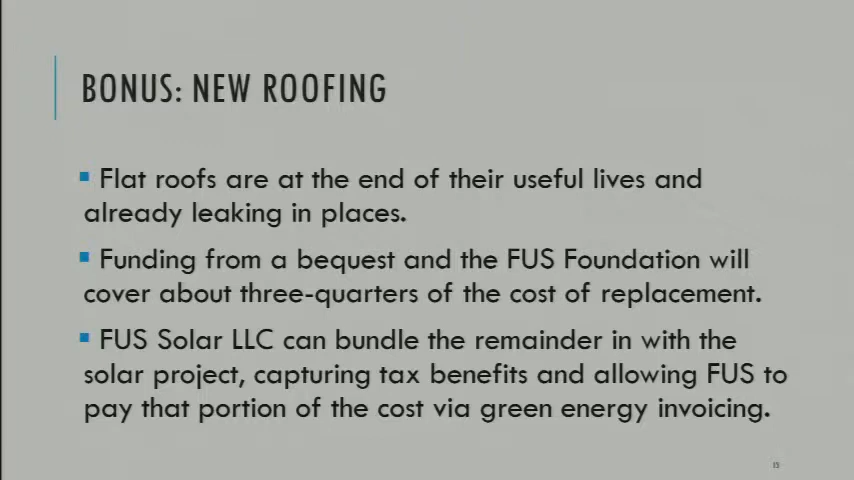 BONUS: NEW ROOFING
▪ Flat roofs are at the end of their useful lives and
already leaking in places.
▪ Funding from a bequest and the FUS Foundation will
cover about three-quarters of the cost of replacement.
▪ FUS Solar LLC can bundle the remainder in with the
solar project, capturing tax benefits and allowing FUS to
pay that portion of the cost via green energy invoicing.